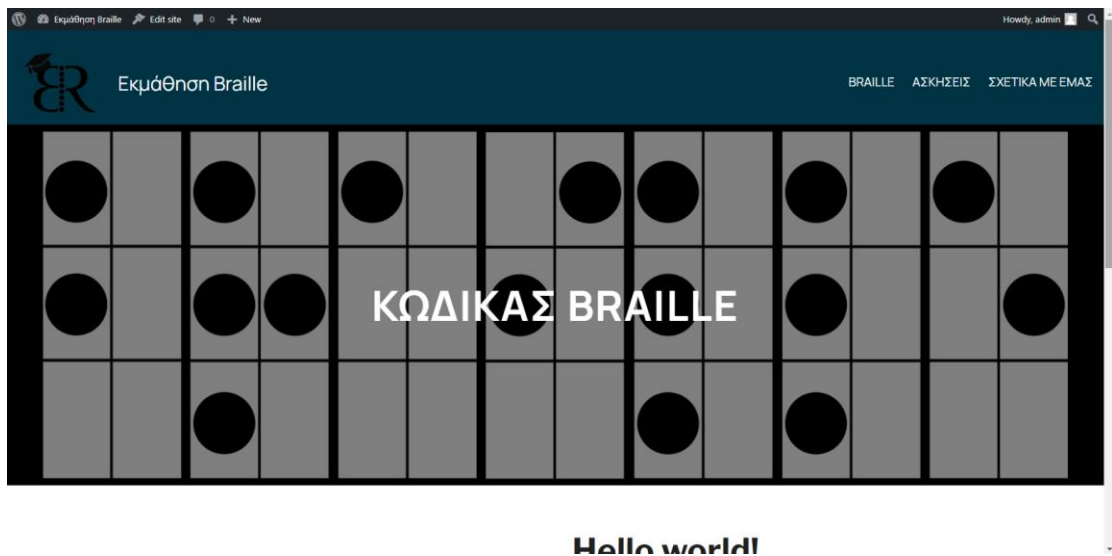 Εκμάθηση Braille Edit site 0 New Howdy, admin
Εκμάθηση Braille
BRAILLE ΑΣΚΗΣΕΙΣ ΣΧΕΤΙΚΑ ΜΕ ΕΜΑΣ
ΚΩΔΙΚΑΣ BRAILLE
Hello world!